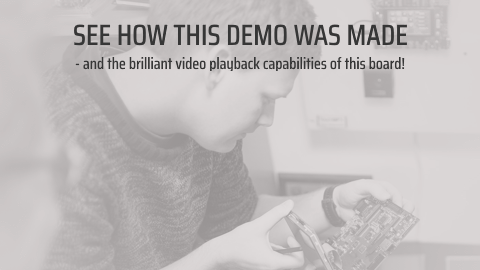 SEE HOW THIS DEMO WAS MADE
- and the brilliant video playback capabilities of this board!